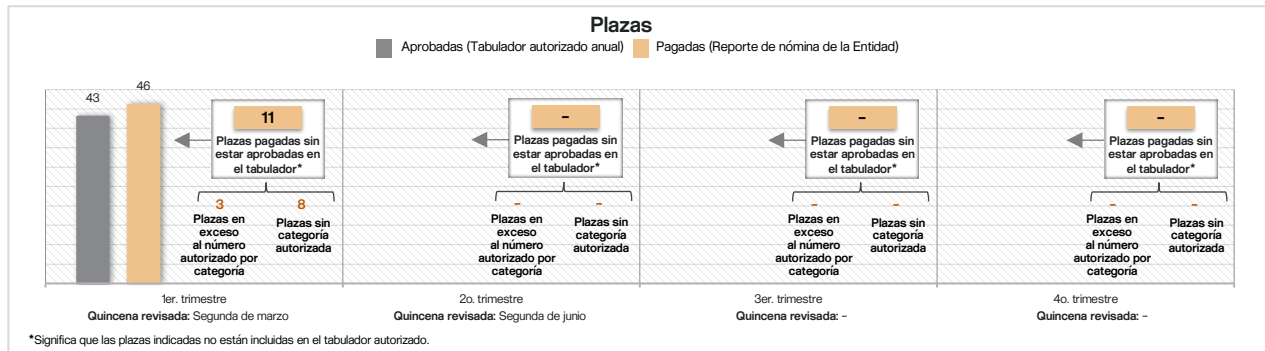 Plazas
Aprobadas (Tabulador autorizado anual) Pagadas (Reporte de nómina de la Entidad)
43
46
11
Plazas pagadas sin
estar aprobadas en
el tabulador*
3
Plazas en
exceso
al número
autorizado por
categoría
8
Plazas sin
categoría
autorizada
1er. trimestre
Quincena revisada: Segunda de marzo
-
Plazas pagadas sin
estar aprobadas en
el tabulador*
-
Plazas en
exceso
al número
autorizado por
categoría
-
Plazas sin
categoría
autorizada
2o. trimestre
Quincena revisada: Segunda de junio
-
Plazas pagadas sin
estar aprobadas en
el tabulador*
-
Plazas en
exceso
al número
autorizado por
categoría
-
Plazas sin
categoría
autorizada
3er. trimestre
Quincena revisada: -
-
Plazas pagadas sin
estar aprobadas en
el tabulador*
-
Plazas en
exceso
al número
autorizado por
categoría
-
Plazas sin
categoría
autorizada
4o. trimestre
Quincena revisada: -
*Significa que las plazas indicadas no están incluidas en el tabulador autorizado.